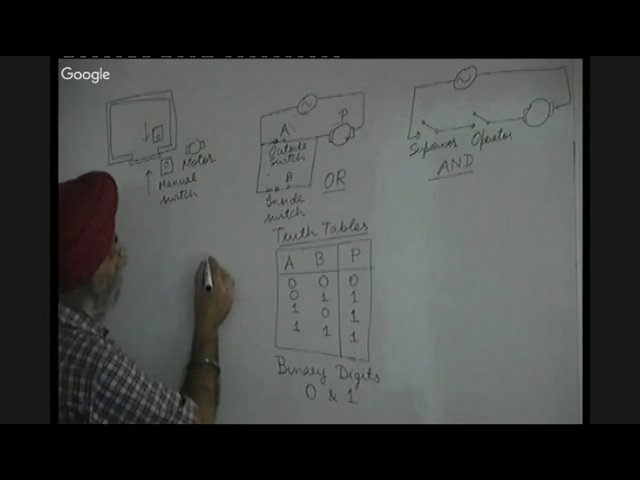 Google
Motor
Manual
switch
A
P
Outside
switch
B
Inside
switch
OR
Supervisor
Operator
AND
Truth Tables
A B P
0 0 0
0 1 1
1 0 1
1 1 1
Binary Digits
0 & 1